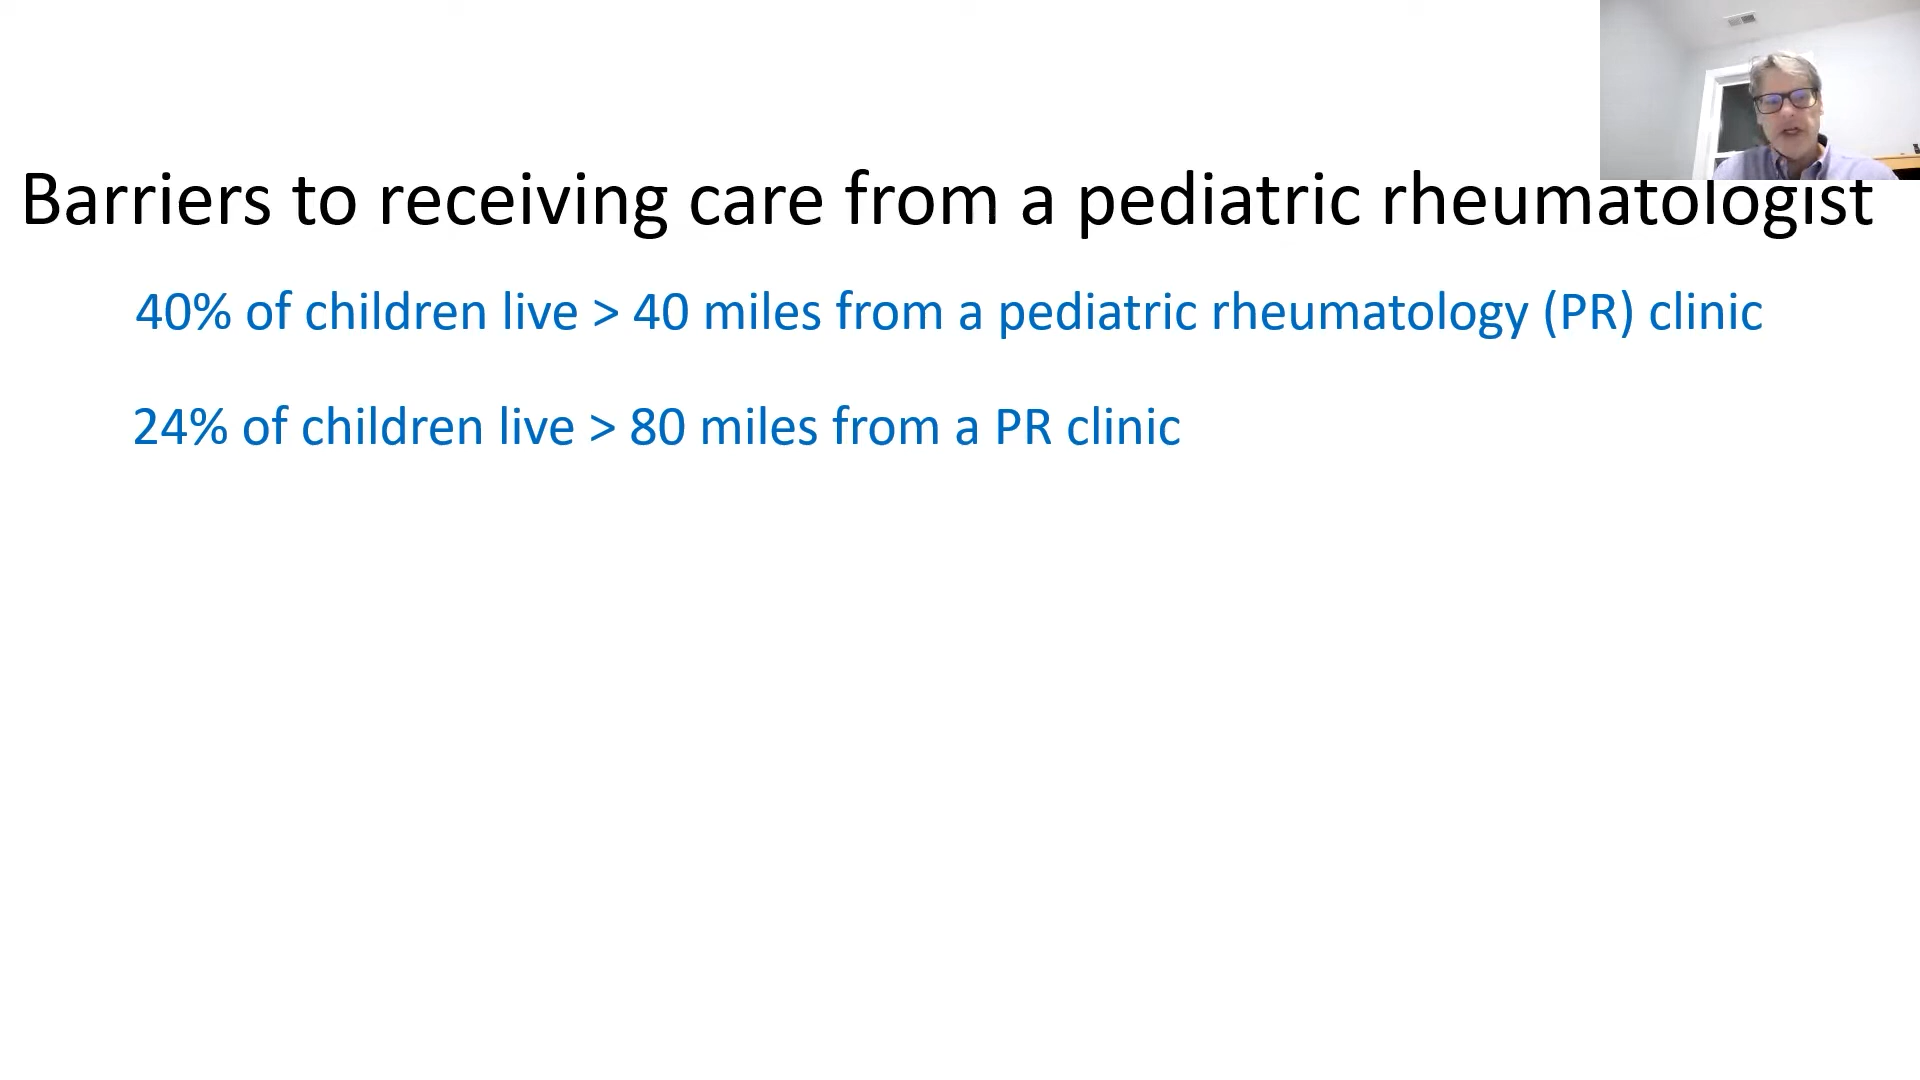 Barriers to receiving care from a pediatric rheumatologist
40% of children live > 40 miles from a pediatric rheumatology (PR) clinic
24% of children live > 80 miles from a PR clinic